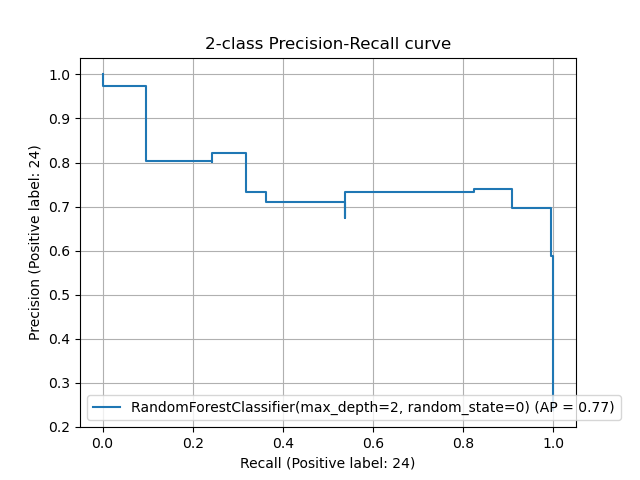 2-class Precision-Recall curve
1.0
0.9
0.8
0.7
0.6
0.5
0.4
0.3
0.2
Precision (Positive label: 24)
RandomForestClassifier(max_depth=2, random_state=0) (AP = 0.77)
0.0 0.2 0.4 0.6 0.8 1.0
Recall (Positive label: 24)